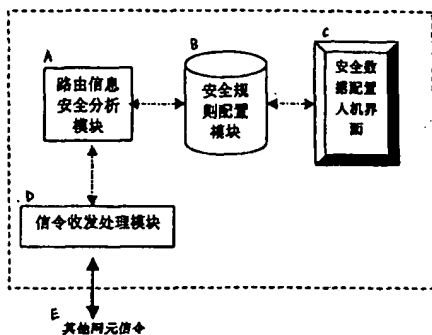 A
路由信息
安全分析
模块
B
安全规
则配置
模块
C
安全数
据配置
人机界
面
D
信令收发处理模块
E
其他网元信令